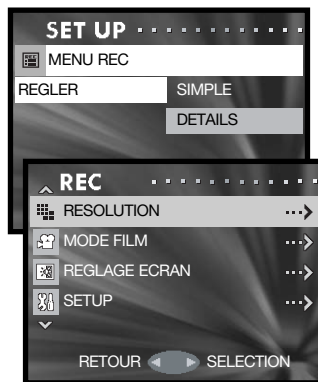 SET UP
MENU REC
REGLER SIMPLE
DETAILS
REC
RESOLUTION
MODE FILM
REGLAGE ECRAN
SETUP
RETOUR SELECTION